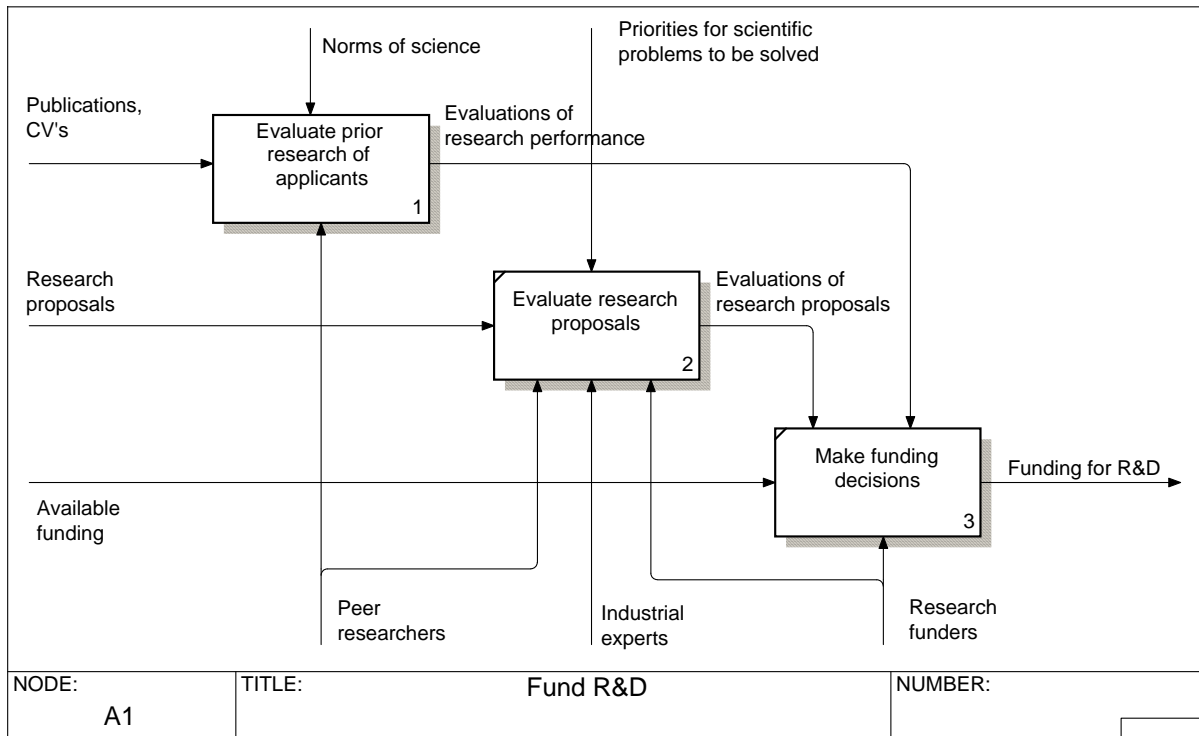 Norms of science
Priorities for scientific
problems to be solved
Publications,
CV's
Evaluate prior
research of
applicants
1
Evaluations of
research performance
Research
proposals
Evaluate research
proposals
2
Evaluations of
research proposals
Available
funding
Make funding
decisions
3
Funding for R&D
Peer
researchers
Industrial
experts
Research
funders
NODE:
A1
TITLE:
Fund R&D
NUMBER: